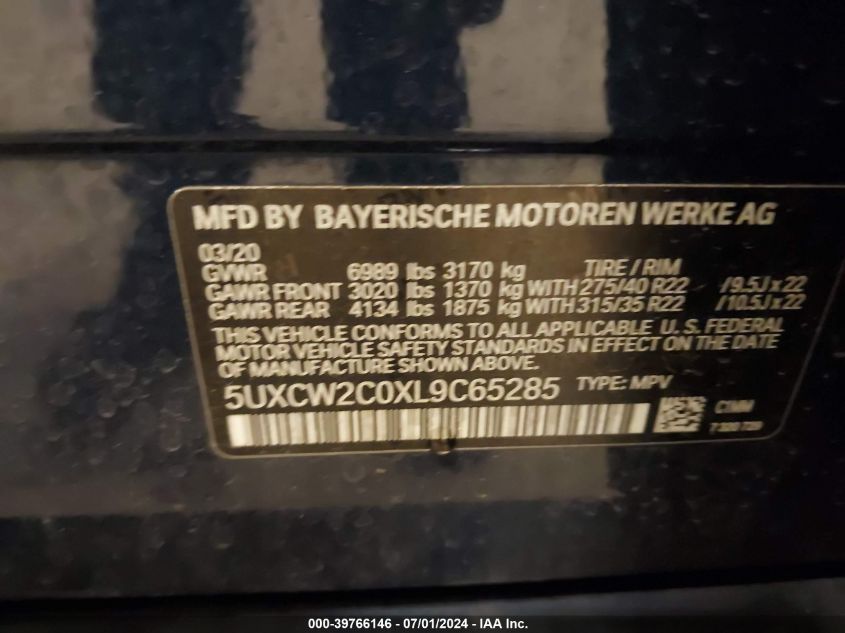 MFD BY BAYERISCHE MOTOREN WERKE AG
03/20
GVWR 6989 lbs 3170 kg TIRE / RIM
GAWR FRONT 3020 lbs 1370 kg WITH 275/40 R22 /9.5J x 22
GAWR REAR 4134 lbs 1875 kg WITH 315/35 R22 /10.5J x 22
THIS VEHICLE CONFORMS TO ALL APPLICABLE U.S. FEDERAL
MOTOR VEHICLE SAFETY STANDARDS IN EFFECT ON THE DATE
OF MANUFACTURE SHOWN ABOVE.
5UXCW2C0XL9C65285 TYPE: MPV
000-39766146 / 07/01/2024 - IAA Inc.